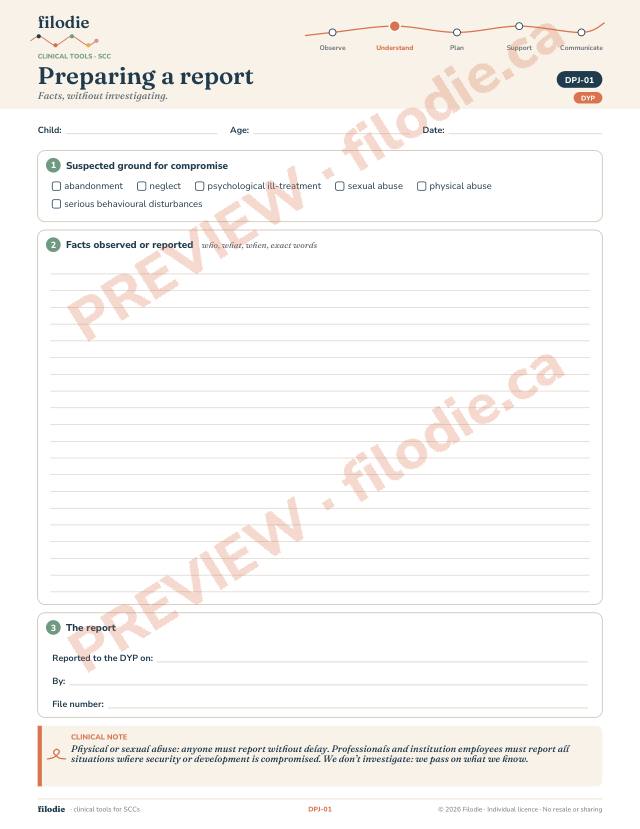 filodie
CLINICAL TOOLS · SCC
Observe Understand Plan Support Communicate
Preparing a report
Facts, without investigating.
DPJ-01
DYP
Child: Age: Date:
1 Suspected ground for compromise
abandonment neglect psychological ill-treatment sexual abuse physical abuse
serious behavioural disturbances
2 Facts observed or reported who, what, when, exact words
PREVIEW · filodie.ca
PREVIEW · filodie.ca
3 The report
Reported to the DYP on:
By:
File number:
CLINICAL NOTE
Physical or sexual abuse: anyone must report without delay. Professionals and institution employees must report all
situations where security or development is compromised. We don't investigate: we pass on what we know.
filodie · clinical tools for SCCs DPJ-01 © 2026 Filodie · Individual licence · No resale or sharing